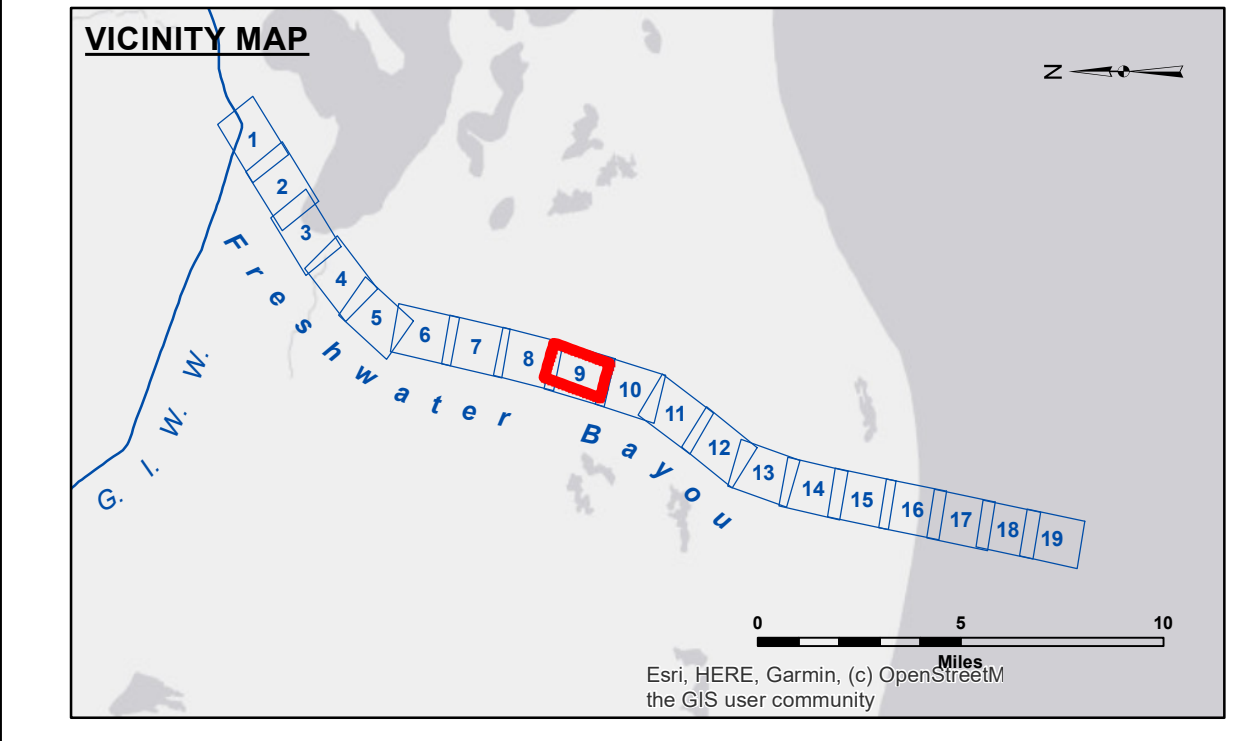 VICINITY MAP
N
1
2
3
4
5
6
7
8
9
10
11
12
13
14
15
16
17
18
19
Freshwater Bayou
G. I. W. W.
0 5 10
Miles
Esri, HERE, Garmin, (c) OpenStreetM
the GIS user community